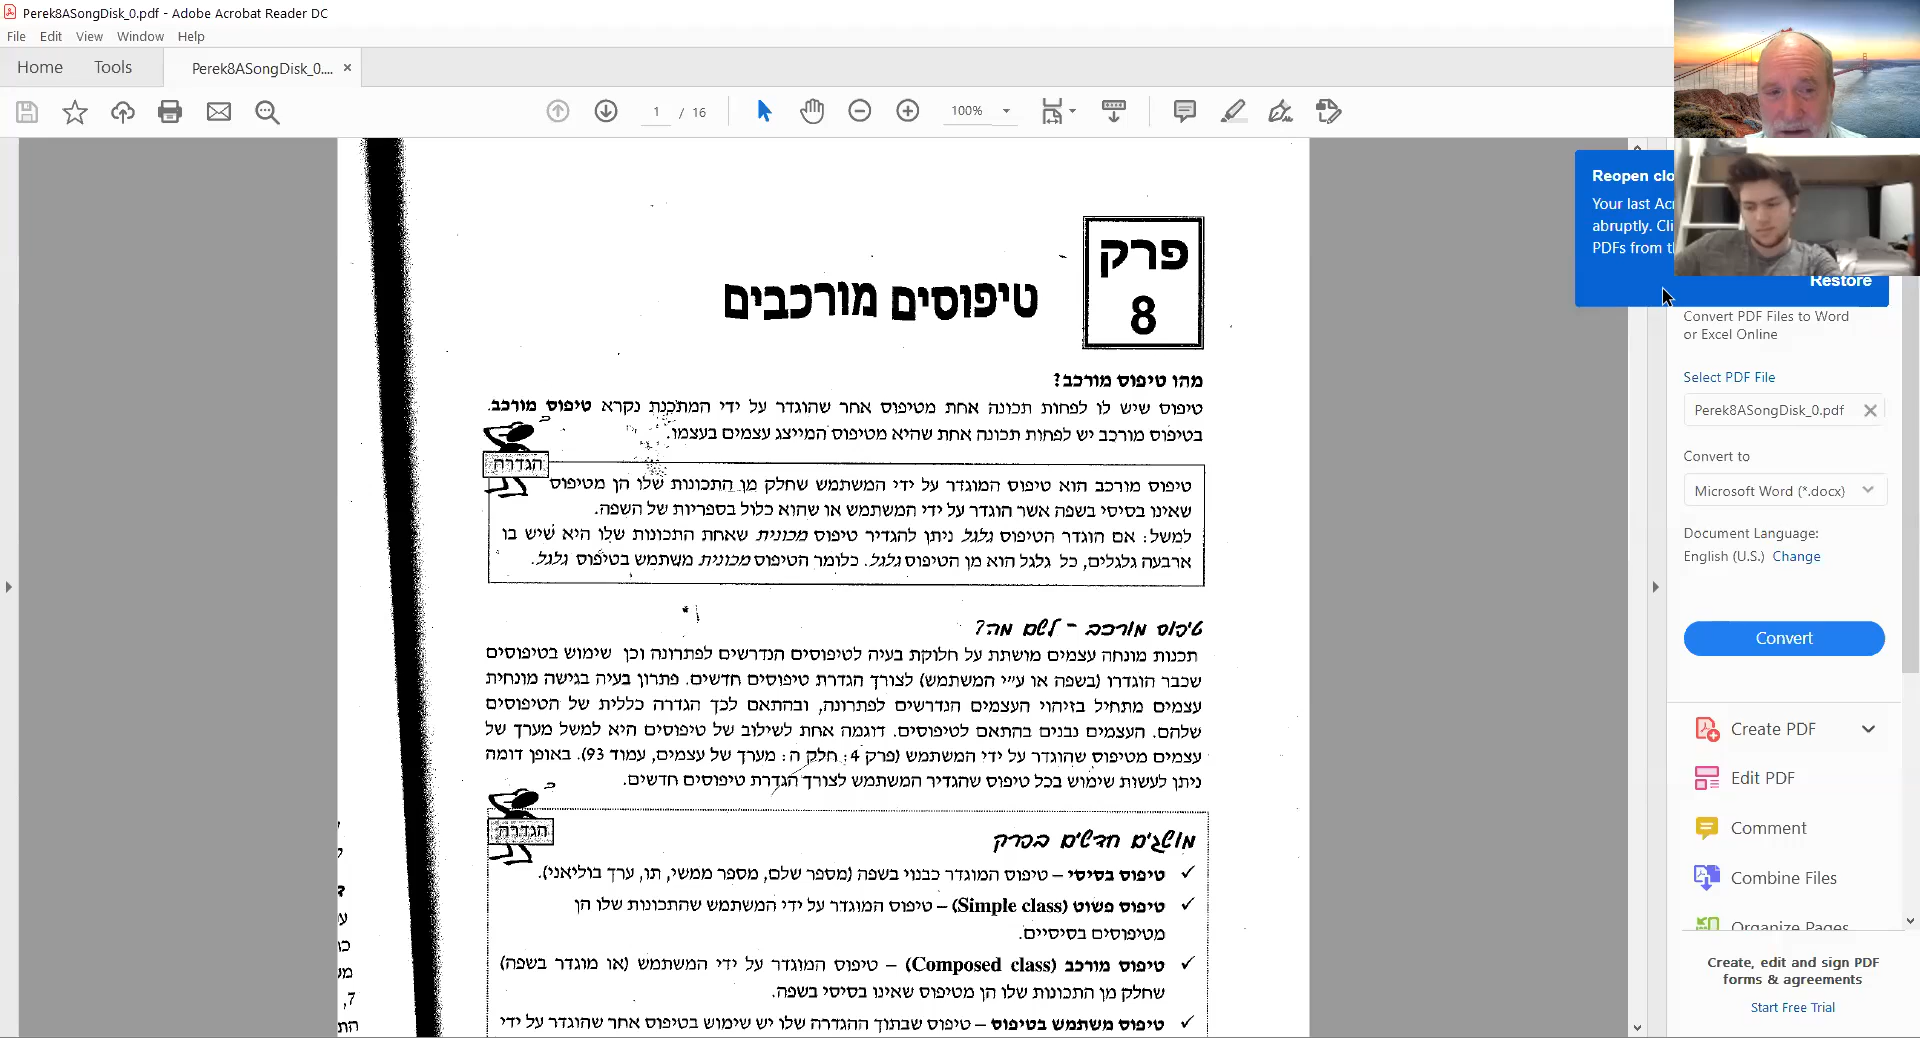 Perek8ASongDisk_0.pdf - Adobe Acrobat Reader DC
File Edit View Window Help
Home Tools Perek8ASongDisk_0.... ×
1 / 16 100%
פרק
8
טיפוסים מורכבים
מהו טיפוס מורכב?
טיפוס שיש לו לפחות תכונה אחת מטיפוס אחר שהוגדר על ידי המתכנת נקרא טיפוס מורכב.
בטיפוס מורכב יש לפחות תכונה אחת שהיא מטיפוס המייצג עצמים בעצמו.
הגדרה
טיפוס מורכב הוא טיפוס המוגדר על ידי המשתמש שחלק מן התכונות שלו הן מטיפוס
שאינו בסיסי בשפה אשר הוגדר על ידי המשתמש או שהוא כלול בספריות של השפה.
למשל: אם הוגדר הטיפוס גלגל ניתן להגדיר טיפוס מכונית שאחת התכונות שלו היא שיש בו
ארבעה גלגלים, כל גלגל הוא מן הטיפוס גלגל. כלומר הטיפוס מכונית משתמש בטיפוס גלגל.
טיפוס מורכב – לשם מה?
תכנות מונחה עצמים מושתת על חלוקת בעיה לטיפוסים הנדרשים לפתרונה וכן שימוש בטיפוסים
שכבר הוגדרו (בשפה או ע״י המשתמש) לצורך הגדרת טיפוסים חדשים. פתרון בעיה בגישה מונחית
עצמים מתחיל בזיהוי העצמים הנדרשים לפתרונה, ובהתאם לכך הגדרה כללית של הטיפוסים
שלהם. העצמים נבנים בהתאם לטיפוסים. דוגמה אחת לשילוב של טיפוסים היא למשל מערך של
עצמים מטיפוס שהוגדר על ידי המשתמש (פרק 4: חלק ה: מערך של עצמים, עמוד 93). באופן דומה
ניתן לעשות שימוש בכל טיפוס שהגדיר המשתמש לצורך הגדרת טיפוסים חדשים.
הגדרה
מושגים חדשים בפרק
✓ טיפוס בסיסי – טיפוס המוגדר כבנוי בשפה (מספר שלם, מספר ממשי, תו, ערך בוליאני).
✓ טיפוס פשוט (Simple class) – טיפוס המוגדר על ידי המשתמש שהתכונות שלו הן
מטיפוסים בסיסיים.
✓ טיפוס מורכב (Composed class) – טיפוס המוגדר על ידי המשתמש (או מוגדר בשפה)
שחלק מן התכונות שלו הן מטיפוס שאינו בסיסי בשפה.
✓ טיפוס משתמש בטיפוס – טיפוס שבתוך ההגדרה שלו יש שימוש בטיפוס אחר שהוגדר על ידי
Reopen clo
Your last Ac
abruptly. Cli
PDFs from t
Restore
Convert PDF Files to Word
or Excel Online
Select PDF File
Perek8ASongDisk_0.pdf
Convert to
Microsoft Word (*.docx)
Document Language:
English (U.S.) Change
Convert
Create PDF
Edit PDF
Comment
Combine Files
Organize Pages
Create, edit and sign PDF
forms & agreements
Start Free Trial